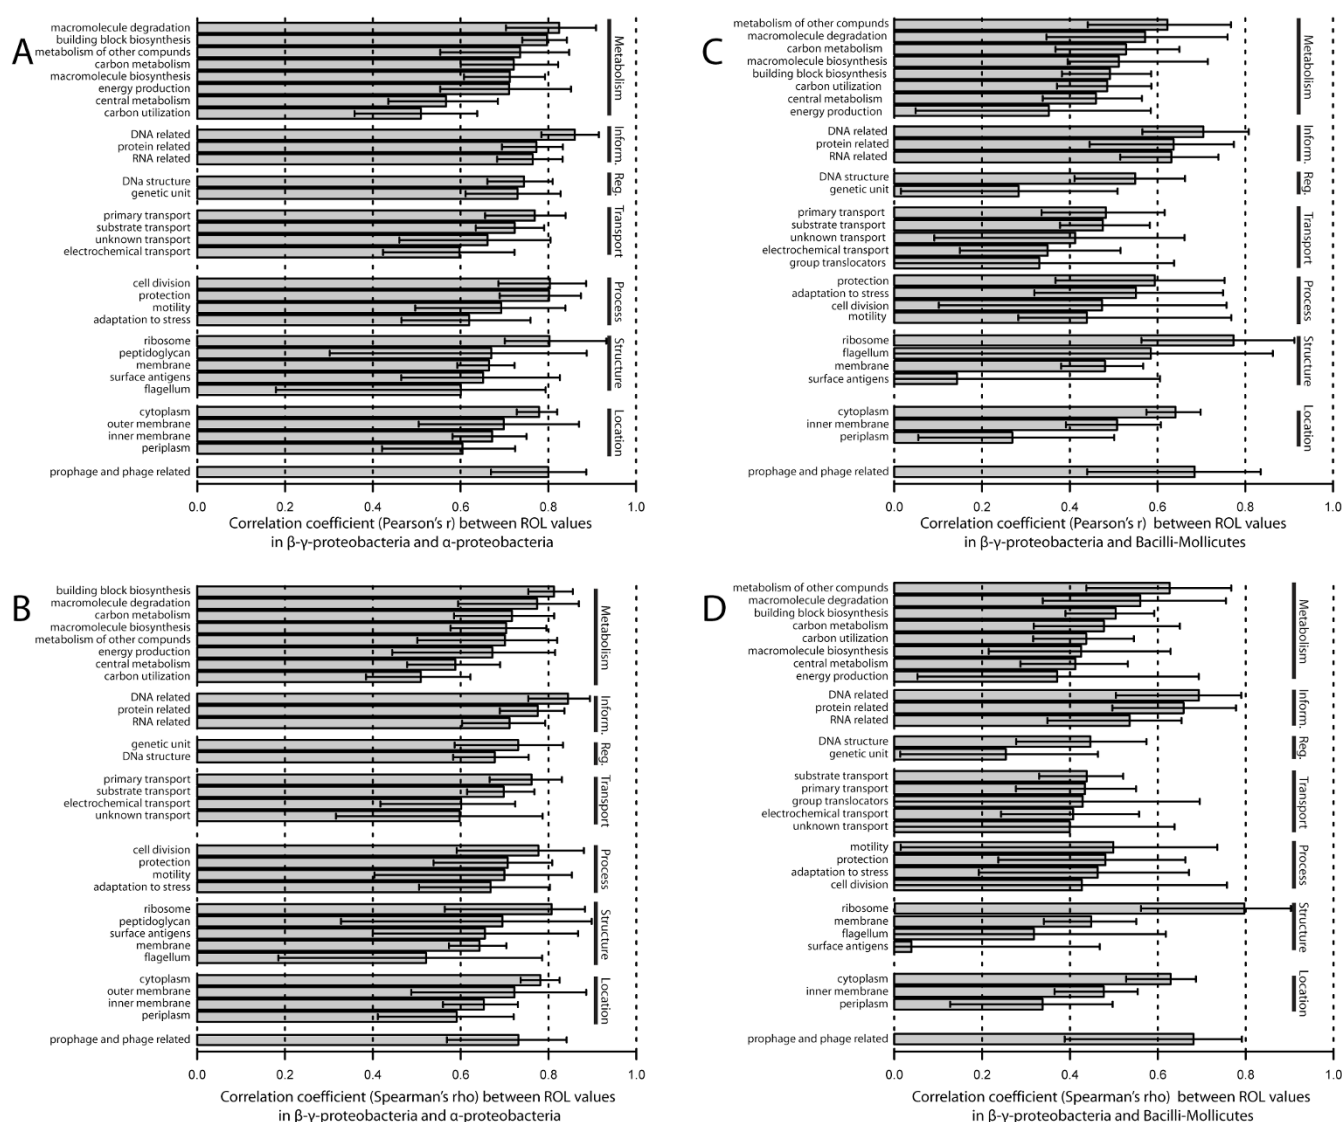 A
macromolecule degradation
building block biosynthesis
metabolism of other compunds
carbon metabolism
macromolecule biosynthesis
energy production
central metabolism
carbon utilization
Metabolism
DNA related
protein related
RNA related
Inform.
DNa structure
genetic unit
Reg.
primary transport
substrate transport
unknown transport
electrochemical transport
Transport
cell division
protection
motility
adaptation to stress
Process
ribosome
peptidoglycan
membrane
surface antigens
flagellum
Structure
cytoplasm
outer membrane
inner membrane
periplasm
Location
prophage and phage related
0.0 0.2 0.4 0.6 0.8 1.0
Correlation coefficient (Pearson's r) between ROL values
in β-γ-proteobacteria and α-proteobacteria
B
building block biosynthesis
macromolecule degradation
carbon metabolism
macromolecule biosynthesis
metabolism of other compunds
energy production
central metabolism
carbon utilization
Metabolism
DNA related
protein related
RNA related
Inform.
genetic unit
DNa structure
Reg.
primary transport
substrate transport
electrochemical transport
unknown transport
Transport
cell division
protection
motility
adaptation to stress
Process
ribosome
peptidoglycan
surface antigens
membrane
flagellum
Structure
cytoplasm
outer membrane
inner membrane
periplasm
Location
prophage and phage related
0.0 0.2 0.4 0.6 0.8 1.0
Correlation coefficient (Spearman's rho) between ROL values
in β-γ-proteobacteria and α-proteobacteria
C
metabolism of other compunds
macromolecule degradation
carbon metabolism
macromolecule biosynthesis
building block biosynthesis
carbon utilization
central metabolism
energy production
Metabolism
DNA related
protein related
RNA related
Inform.
DNA structure
genetic unit
Reg.
primary transport
substrate transport
unknown transport
electrochemical transport
group translocators
Transport
protection
adaptation to stress
cell division
motility
Process
ribosome
flagellum
membrane
surface antigens
Structure
cytoplasm
inner membrane
periplasm
Location
prophage and phage related
0.0 0.2 0.4 0.6 0.8 1.0
Correlation coefficient (Pearson's r) between ROL values
in β-γ-proteobacteria and Bacilli-Mollicutes
D
metabolism of other compunds
macromolecule degradation
building block biosynthesis
carbon metabolism
carbon utilization
macromolecule biosynthesis
central metabolism
energy production
Metabolism
DNA related
protein related
RNA related
Inform.
DNA structure
genetic unit
Reg.
substrate transport
primary transport
group translocators
electrochemical transport
unknown transport
Transport
motility
protection
adaptation to stress
cell division
Process
ribosome
membrane
flagellum
surface antigens
Structure
cytoplasm
inner membrane
periplasm
Location
prophage and phage related
0.0 0.2 0.4 0.6 0.8 1.0
Correlation coefficient (Spearman's rho) between ROL values
in β-γ-proteobacteria and Bacilli-Mollicutes